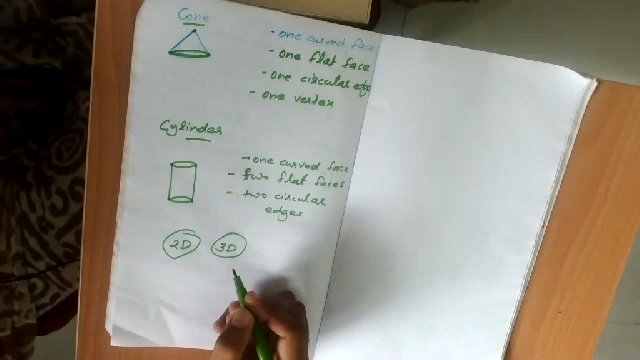 Cone
- one curved face
- one flat face
- one circular edge
- one vertex
Cylinder
- one curved face
- two flat faces
- two circular
edges
2D 3D